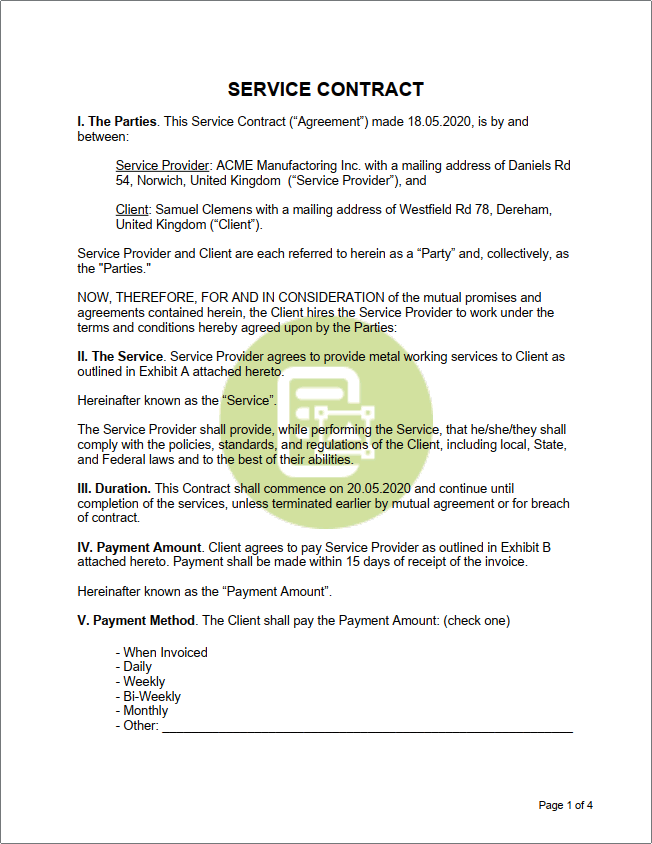 SERVICE CONTRACT
I. The Parties. This Service Contract (“Agreement”) made 18.05.2020, is by and
between:
Service Provider: ACME Manufactoring Inc. with a mailing address of Daniels Rd
54, Norwich, United Kingdom  (“Service Provider”), and
Client: Samuel Clemens with a mailing address of Westfield Rd 78, Dereham,
United Kingdom (“Client”).
Service Provider and Client are each referred to herein as a “Party” and, collectively, as
the "Parties."
NOW, THEREFORE, FOR AND IN CONSIDERATION of the mutual promises and
agreements contained herein, the Client hires the Service Provider to work under the
terms and conditions hereby agreed upon by the Parties:
II. The Service. Service Provider agrees to provide metal working services to Client as
outlined in Exhibit A attached hereto.
Hereinafter known as the “Service”.
The Service Provider shall provide, while performing the Service, that he/she/they shall
comply with the policies, standards, and regulations of the Client, including local, State,
and Federal laws and to the best of their abilities.
III. Duration. This Contract shall commence on 20.05.2020 and continue until
completion of the services, unless terminated earlier by mutual agreement or for breach
of contract.
IV. Payment Amount. Client agrees to pay Service Provider as outlined in Exhibit B
attached hereto. Payment shall be made within 15 days of receipt of the invoice.
Hereinafter known as the “Payment Amount”.
V. Payment Method. The Client shall pay the Payment Amount: (check one)
- When Invoiced
- Daily
- Weekly
- Bi-Weekly
- Monthly
- Other: ____________________________________________________________
Page 1 of 4